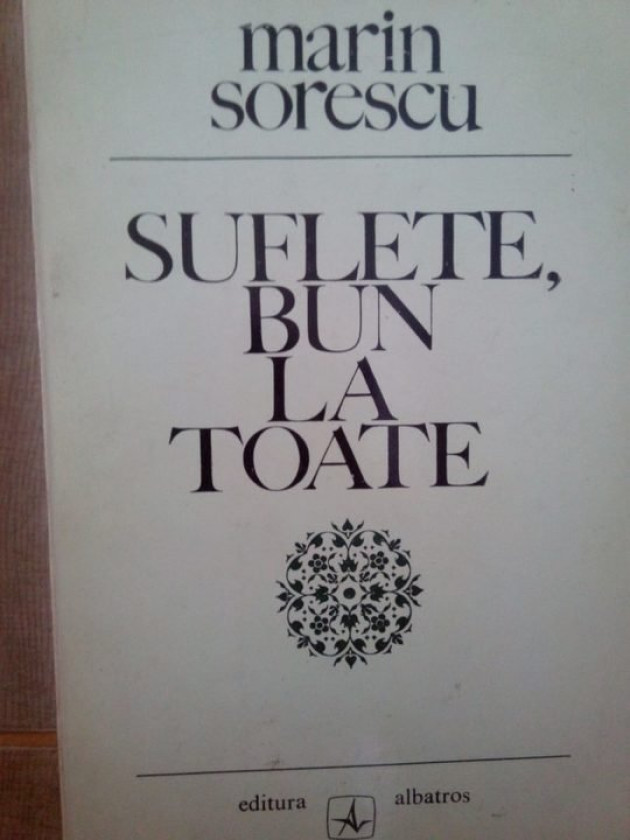 marin
sorescu
SUFLETE,
BUN
LA
TOATE
editura albatros